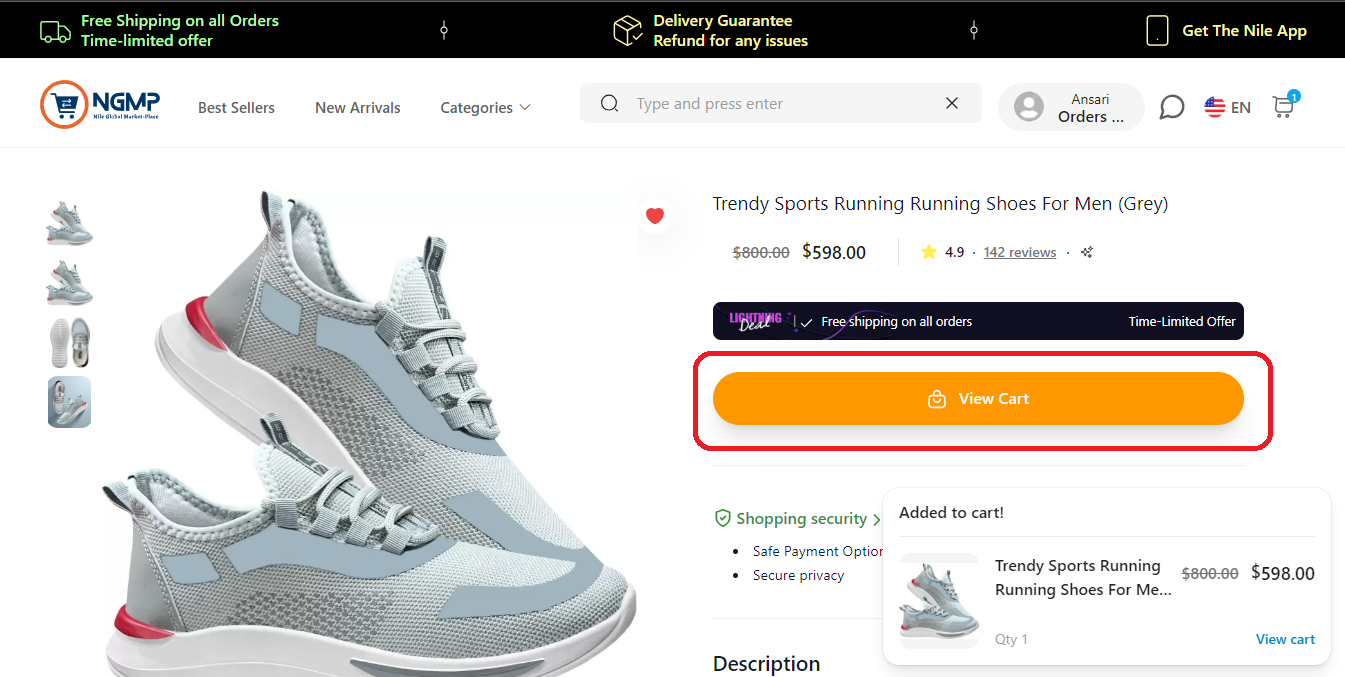 Free Shipping on all Orders
Time-limited offer
Delivery Guarantee
Refund for any issues
Get The Nile App
NGMP
Nile Global Market-Place
Best Sellers
New Arrivals
Categories
Type and press enter
Ansari
Orders ...
EN
1
Trendy Sports Running Running Shoes For Men (Grey)
$800.00 $598.00
4.9 · 142 reviews ·
LIGHTNING
Deal
Free shipping on all orders
Time-Limited Offer
View Cart
Shopping security
Safe Payment Option
Secure privacy
Added to cart!
Trendy Sports Running
Running Shoes For Me...
$800.00 $598.00
Qty 1
View cart
Description